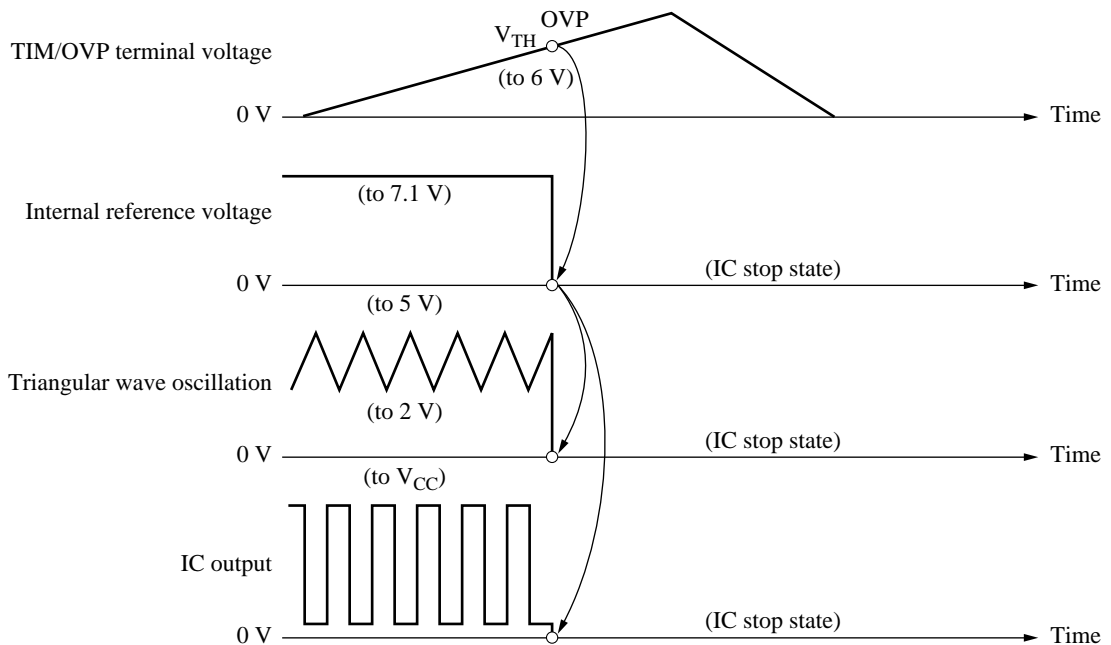 OVP
V_TH
TIM/OVP terminal voltage
(to 6 V)
0 V
Time
(to 7.1 V)
Internal reference voltage
(IC stop state)
0 V
Time
(to 5 V)
Triangular wave oscillation
(to 2 V)
(IC stop state)
0 V
Time
(to V_CC)
IC output
(IC stop state)
0 V
Time